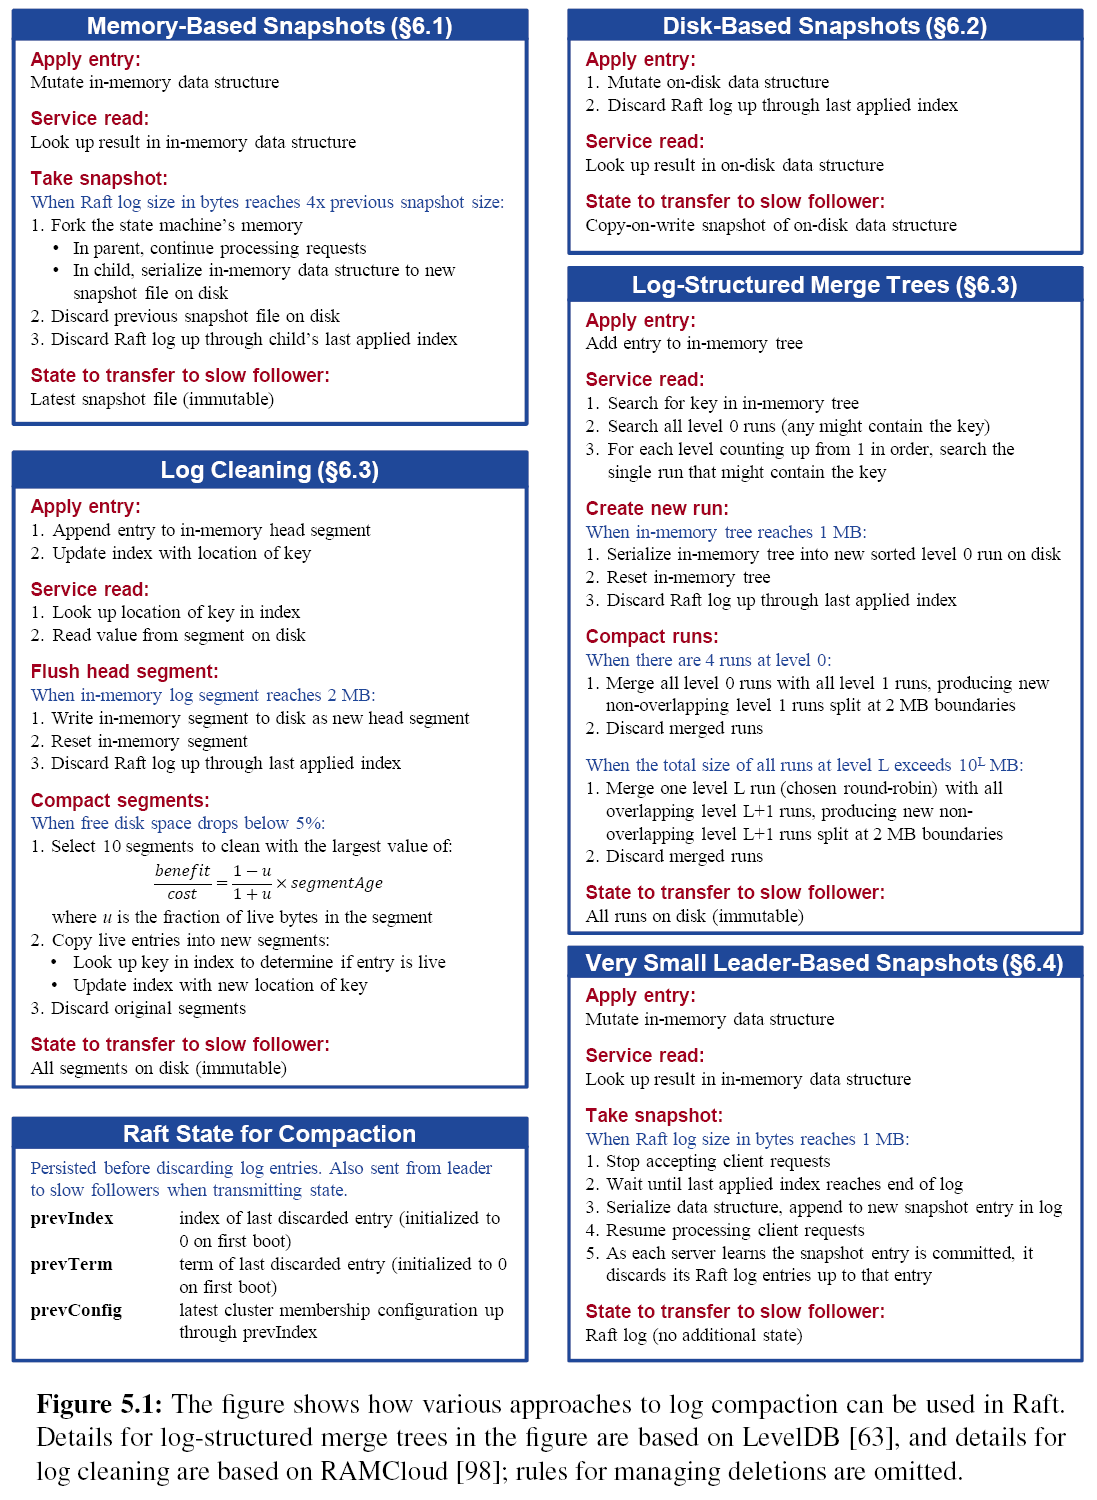 Memory-Based Snapshots (§6.1)
Apply entry:
Mutate in-memory data structure
Service read:
Look up result in in-memory data structure
Take snapshot:
When Raft log size in bytes reaches 4x previous snapshot size:
1. Fork the state machine's memory
• In parent, continue processing requests
• In child, serialize in-memory data structure to new
snapshot file on disk
2. Discard previous snapshot file on disk
3. Discard Raft log up through child's last applied index
State to transfer to slow follower:
Latest snapshot file (immutable)
Log Cleaning (§6.3)
Apply entry:
1. Append entry to in-memory head segment
2. Update index with location of key
Service read:
1. Look up location of key in index
2. Read value from segment on disk
Flush head segment:
When in-memory log segment reaches 2 MB:
1. Write in-memory segment to disk as new head segment
2. Reset in-memory segment
3. Discard Raft log up through last applied index
Compact segments:
When free disk space drops below 5%:
1. Select 10 segments to clean with the largest value of:
benefit/cost = (1 − u)/(1 + u) × segmentAge
where u is the fraction of live bytes in the segment
2. Copy live entries into new segments:
• Look up key in index to determine if entry is live
• Update index with new location of key
3. Discard original segments
State to transfer to slow follower:
All segments on disk (immutable)
Raft State for Compaction
Persisted before discarding log entries. Also sent from leader
to slow followers when transmitting state.
prevIndex index of last discarded entry (initialized to
0 on first boot)
prevTerm term of last discarded entry (initialized to 0
on first boot)
prevConfig latest cluster membership configuration up
through prevIndex
Disk-Based Snapshots (§6.2)
Apply entry:
1. Mutate on-disk data structure
2. Discard Raft log up through last applied index
Service read:
Look up result in on-disk data structure
State to transfer to slow follower:
Copy-on-write snapshot of on-disk data structure
Log-Structured Merge Trees (§6.3)
Apply entry:
Add entry to in-memory tree
Service read:
1. Search for key in in-memory tree
2. Search all level 0 runs (any might contain the key)
3. For each level counting up from 1 in order, search the
single run that might contain the key
Create new run:
When in-memory tree reaches 1 MB:
1. Serialize in-memory tree into new sorted level 0 run on disk
2. Reset in-memory tree
3. Discard Raft log up through last applied index
Compact runs:
When there are 4 runs at level 0:
1. Merge all level 0 runs with all level 1 runs, producing new
non-overlapping level 1 runs split at 2 MB boundaries
2. Discard merged runs
When the total size of all runs at level L exceeds 10^L MB:
1. Merge one level L run (chosen round-robin) with all
overlapping level L+1 runs, producing new non-
overlapping level L+1 runs split at 2 MB boundaries
2. Discard merged runs
State to transfer to slow follower:
All runs on disk (immutable)
Very Small Leader-Based Snapshots (§6.4)
Apply entry:
Mutate in-memory data structure
Service read:
Look up result in in-memory data structure
Take snapshot:
When Raft log size in bytes reaches 1 MB:
1. Stop accepting client requests
2. Wait until last applied index reaches end of log
3. Serialize data structure, append to new snapshot entry in log
4. Resume processing client requests
5. As each server learns the snapshot entry is committed, it
discards its Raft log entries up to that entry
State to transfer to slow follower:
Raft log (no additional state)
Figure 5.1: The figure shows how various approaches to log compaction can be used in Raft.
Details for log-structured merge trees in the figure are based on LevelDB [63], and details for
log cleaning are based on RAMCloud [98]; rules for managing deletions are omitted.